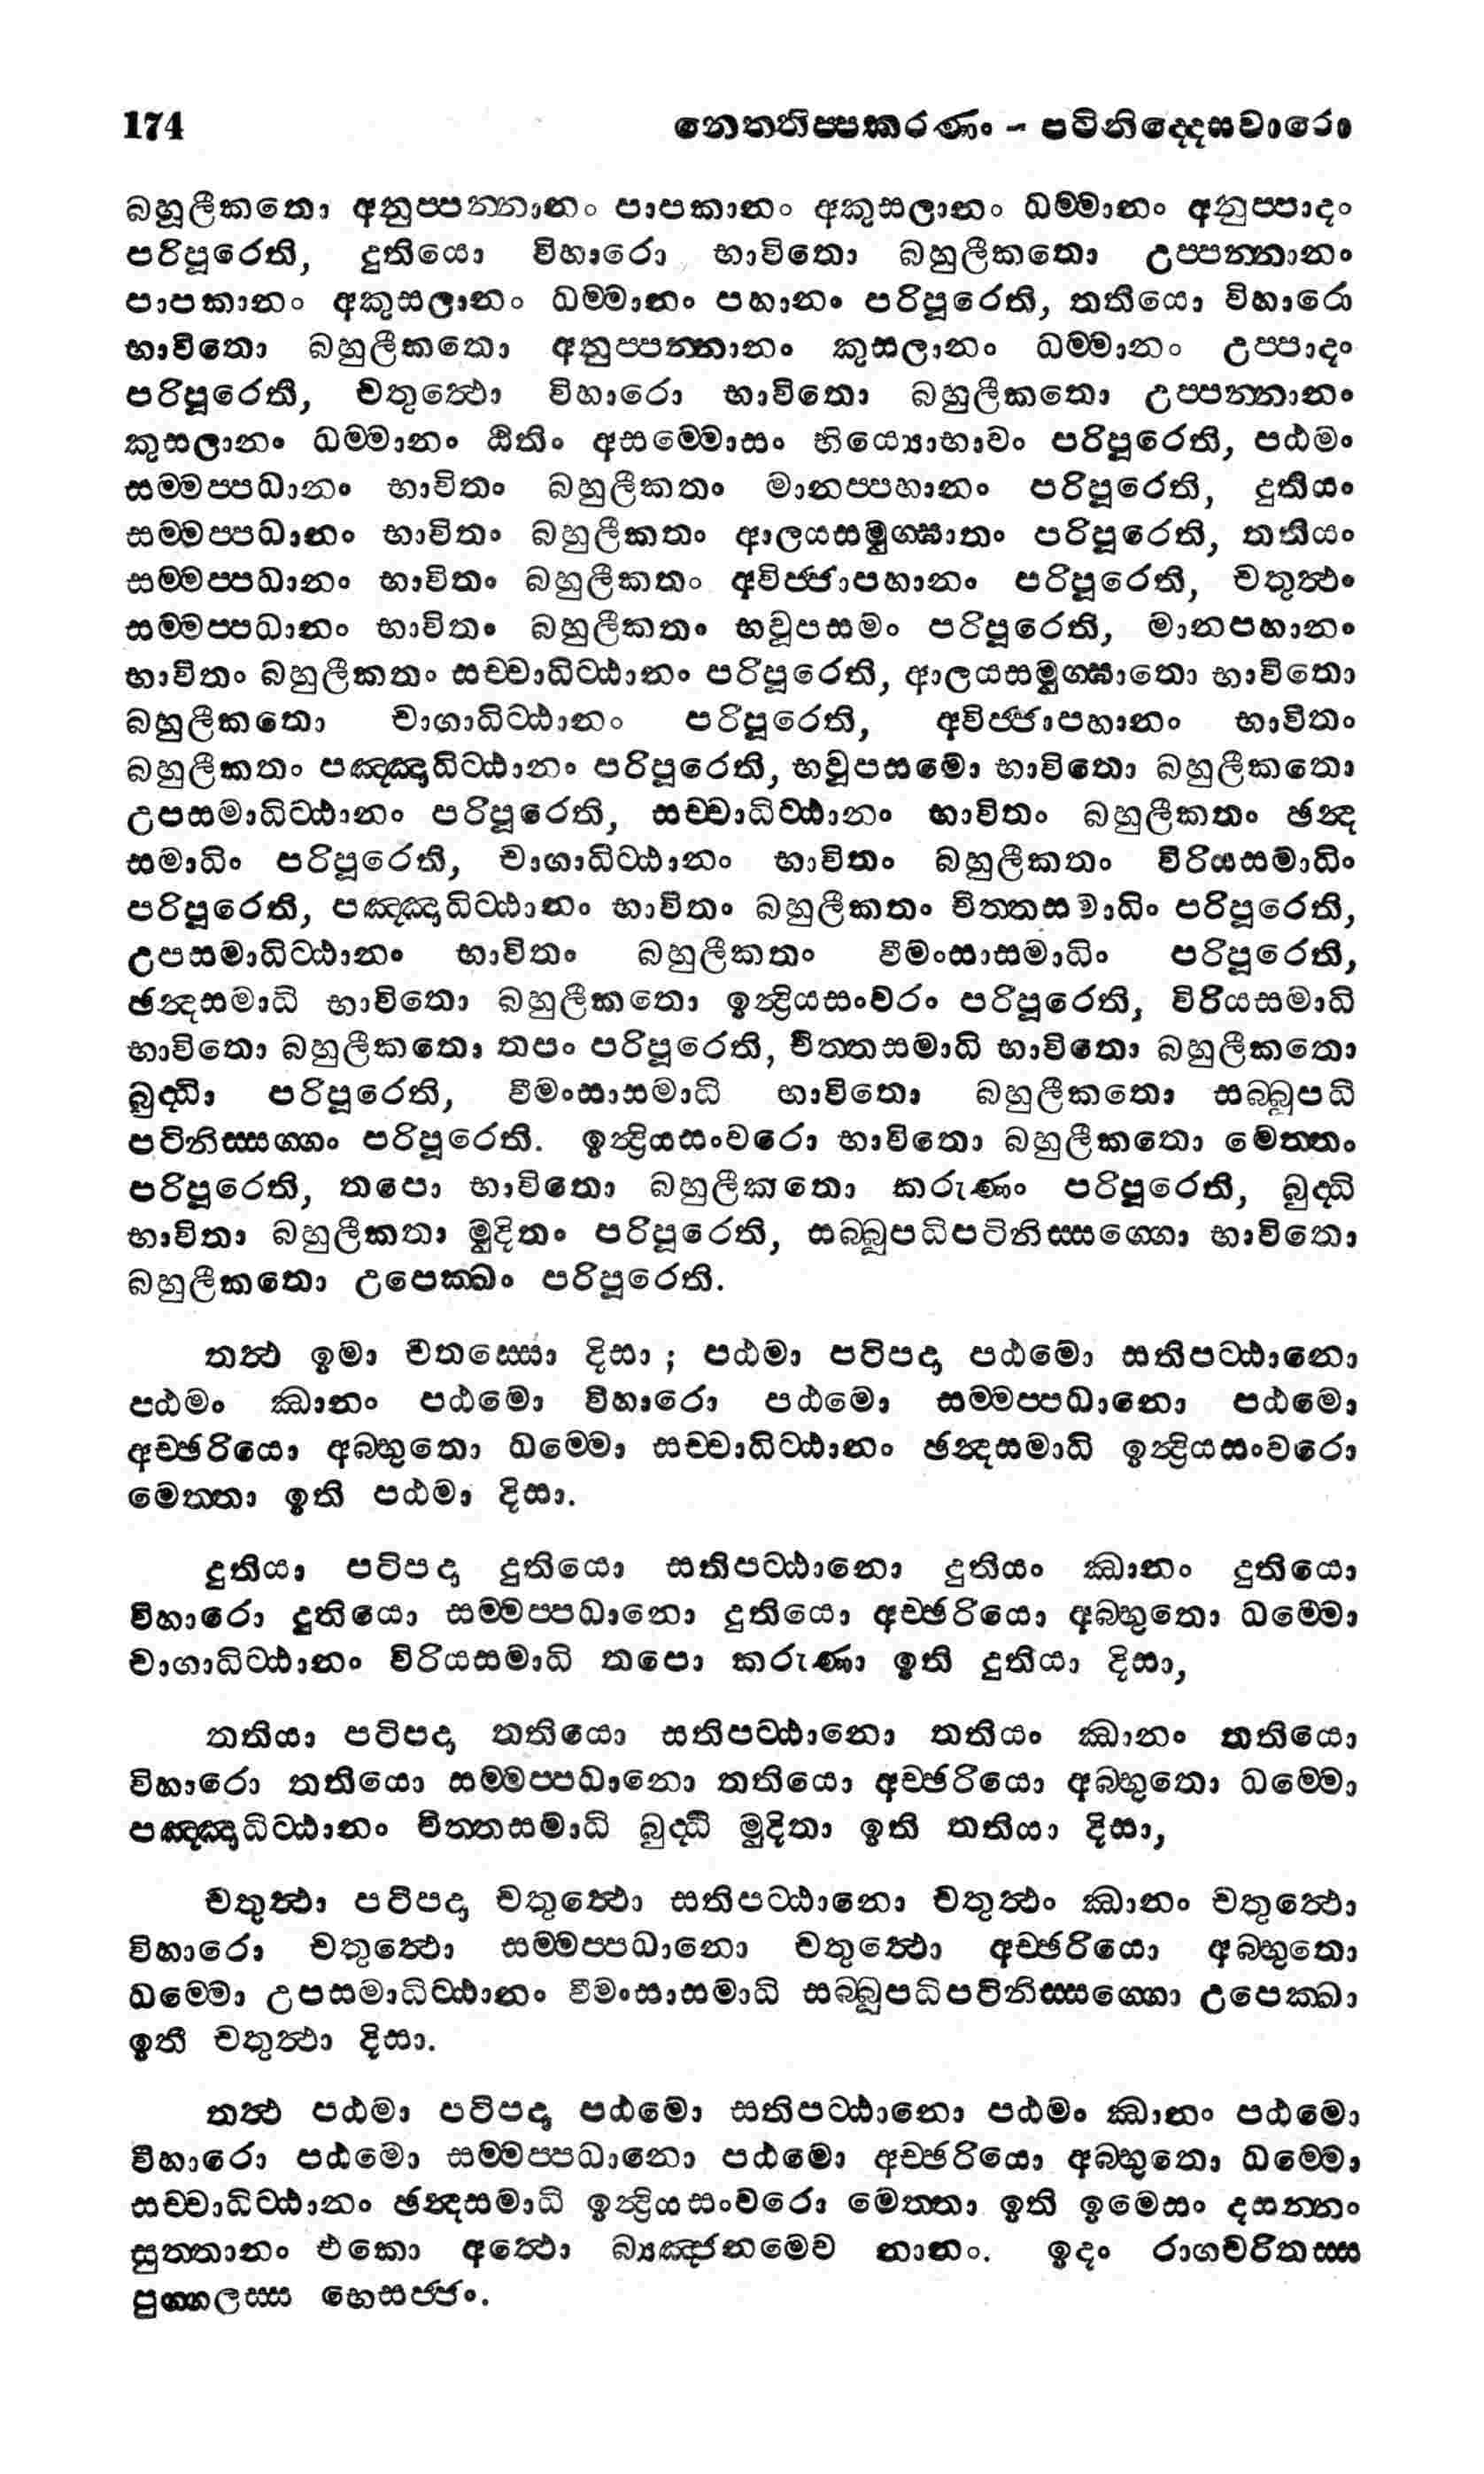 174 නෙත්තිප්පකරණං - පටිනිද්දෙසවාරො
බහුලීකතො අනුප්පන්නානං පාපකානං අකුසලානං ධම්මානං අනුප්පාදං
පරිපූරෙති, දුතියො විහාරො භාවිතො බහුලීකතො උප්පන්නානං
පාපකානං අකුසලානං ධම්මානං පහානං පරිපූරෙති, තතියො විහාරො
භාවිතො බහුලීකතො අනුප්පන්නානං කුසලානං ධම්මානං උප්පාදං
පරිපූරෙති, චතුත්ථො විහාරො භාවිතො බහුලීකතො උප්පන්නානං
කුසලානං ධම්මානං ඨිතිං අසම්මොසං භිය්‍යොභාවං පරිපූරෙති, පඨමං
සම්මප්පධානං භාවිතං බහුලීකතං මානප්පහානං පරිපූරෙති, දුතියං
සම්මප්පධානං භාවිතං බහුලීකතං ආලයසමුග්ඝාතං පරිපූරෙති, තතියං
සම්මප්පධානං භාවිතං බහුලීකතං අවිජ්ජාපහානං පරිපූරෙති, චතුත්ථං
සම්මප්පධානං භාවිතං බහුලීකතං භවූපසමං පරිපූරෙති, මානපහානං
භාවිතං බහුලීකතං සච්චාධිට්ඨානං පරිපූරෙති, ආලයසමුග්ඝාතො භාවිතො
බහුලීකතො චාගාධිට්ඨානං පරිපූරෙති, අවිජ්ජාපහානං භාවිතං
බහුලීකතං පඤ්ඤාධිට්ඨානං පරිපූරෙති, භවූපසමො භාවිතො බහුලීකතො
උපසමාධිට්ඨානං පරිපූරෙති, සච්චාධිට්ඨානං භාවිතං බහුලීකතං ඡන්ද
සමාධිං පරිපූරෙති, චාගාධිට්ඨානං භාවිතං බහුලීකතං විරියසමාධිං
පරිපූරෙති, පඤ්ඤාධිට්ඨානං භාවිතං බහුලීකතං චිත්තසමාධිං පරිපූරෙති,
උපසමාධිට්ඨානං භාවිතං බහුලීකතං වීමංසාසමාධිං පරිපූරෙති,
ඡන්දසමාධි භාවිතො බහුලීකතො ඉන්ද්‍රියසංවරං පරිපූරෙති, විරියසමාධි
භාවිතො බහුලීකතො තපං පරිපූරෙති, චිත්තසමාධි භාවිතො බහුලීකතො
බුද්ධිං පරිපූරෙති, වීමංසාසමාධි භාවිතො බහුලීකතො සබ්බූපධි
පටිනිස්සග්ගං පරිපූරෙති. ඉන්ද්‍රියසංවරො භාවිතො බහුලීකතො මෙත්තං
පරිපූරෙති, තපො භාවිතො බහුලීකතො කරුණං පරිපූරෙති, බුද්ධි
භාවිතා බහුලීකතා මුදිතං පරිපූරෙති, සබ්බූපධිපටිනිස්සග්ගො භාවිතො
බහුලීකතො උපෙක්ඛං පරිපූරෙති.
තත්ථ ඉමා චතස්සො දිසා ; පඨමා පටිපදා පඨමො සතිපට්ඨානො
පඨමං ඣානං පඨමො විහාරො පඨමො සම්මප්පධානො පඨමො
අච්ඡරියො අබ්භුතො ධම්මො සච්චාධිට්ඨානං ඡන්දසමාධි ඉන්ද්‍රියසංවරො
මෙත්තා ඉති පඨමා දිසා.
දුතියා පටිපදා දුතියො සතිපට්ඨානො දුතියං ඣානං දුතියො
විහාරො දුතියො සම්මප්පධානො දුතියො අච්ඡරියො අබ්භුතො ධම්මො
චාගාධිට්ඨානං විරියසමාධි තපො කරුණා ඉති දුතියා දිසා,
තතියා පටිපදා තතියො සතිපට්ඨානො තතියං ඣානං තතියො
විහාරො තතියො සම්මප්පධානො තතියො අච්ඡරියො අබ්භුතො ධම්මො
පඤ්ඤාධිට්ඨානං චිත්තසමාධි බුද්ධි මුදිතා ඉති තතියා දිසා,
චතුත්ථා පටිපදා චතුත්ථො සතිපට්ඨානො චතුත්ථං ඣානං චතුත්ථො
විහාරො චතුත්ථො සම්මප්පධානො චතුත්ථො අච්ඡරියො අබ්භුතො
ධම්මො උපසමාධිට්ඨානං වීමංසාසමාධි සබ්බූපධිපටිනිස්සග්ගො උපෙක්ඛා
ඉතී චතුත්ථා දිසා.
තත්ථ පඨමා පටිපදා පඨමො සතිපට්ඨානො පඨමං ඣානං පඨමො
විහාරො පඨමො සම්මප්පධානො පඨමො අච්ඡරියො අබ්භුතො ධම්මො
සච්චාධිට්ඨානං ඡන්දසමාධි ඉන්ද්‍රියසංවරො මෙත්තා ඉති ඉමෙසං දසන්නං
සුත්තානං එකො අත්ථො බ්‍යඤ්ජනමෙව නානං. ඉදං රාගචරිතස්ස
පුග්ගලස්ස භෙසජ්ජං.